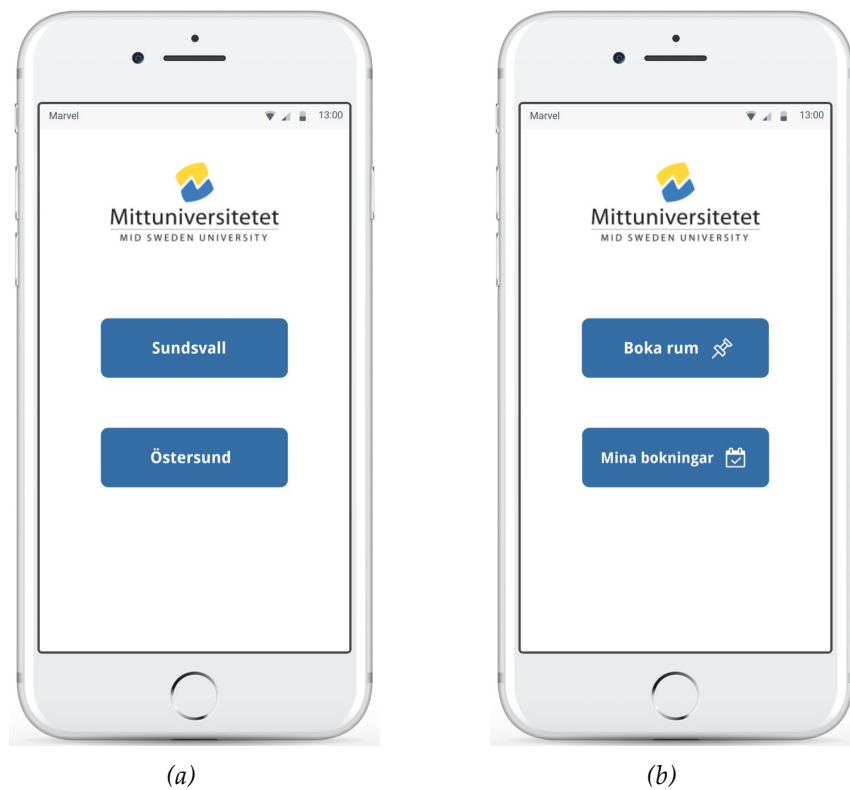 Marvel 13:00
Mittuniversitetet
MID SWEDEN UNIVERSITY
Sundsvall
Östersund
(a)
Marvel 13:00
Mittuniversitetet
MID SWEDEN UNIVERSITY
Boka rum
Mina bokningar
(b)